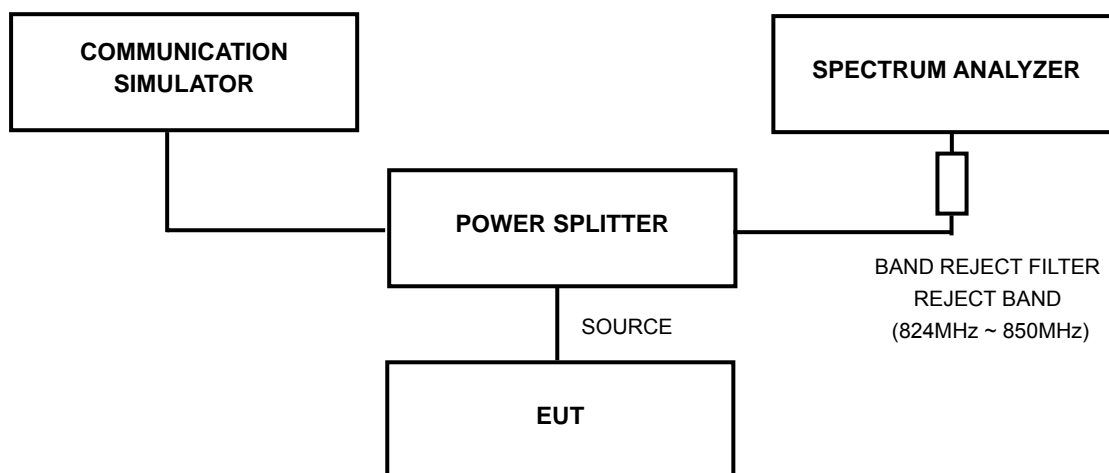 COMMUNICATION
SIMULATOR
SPECTRUM ANALYZER
POWER SPLITTER
BAND REJECT FILTER
REJECT BAND
(824MHz ~ 850MHz)
SOURCE
EUT